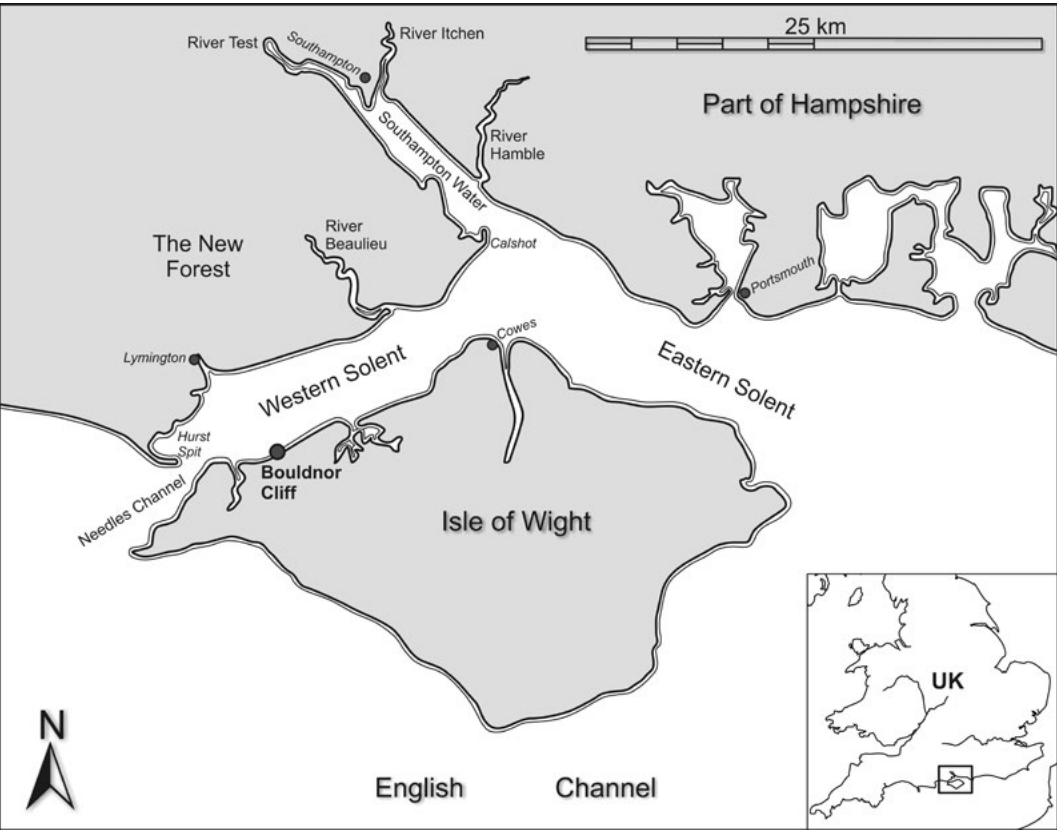 25 km
River Itchen
River Test
Southampton
Part of Hampshire
Southampton Water
River
Hamble
River
Beaulieu
The New
Forest
Calshot
Portsmouth
Cowes
Lymington
Western Solent
Eastern Solent
Hurst
Spit
Bouldnor
Cliff
Needles Channel
Isle of Wight
UK
N
English Channel